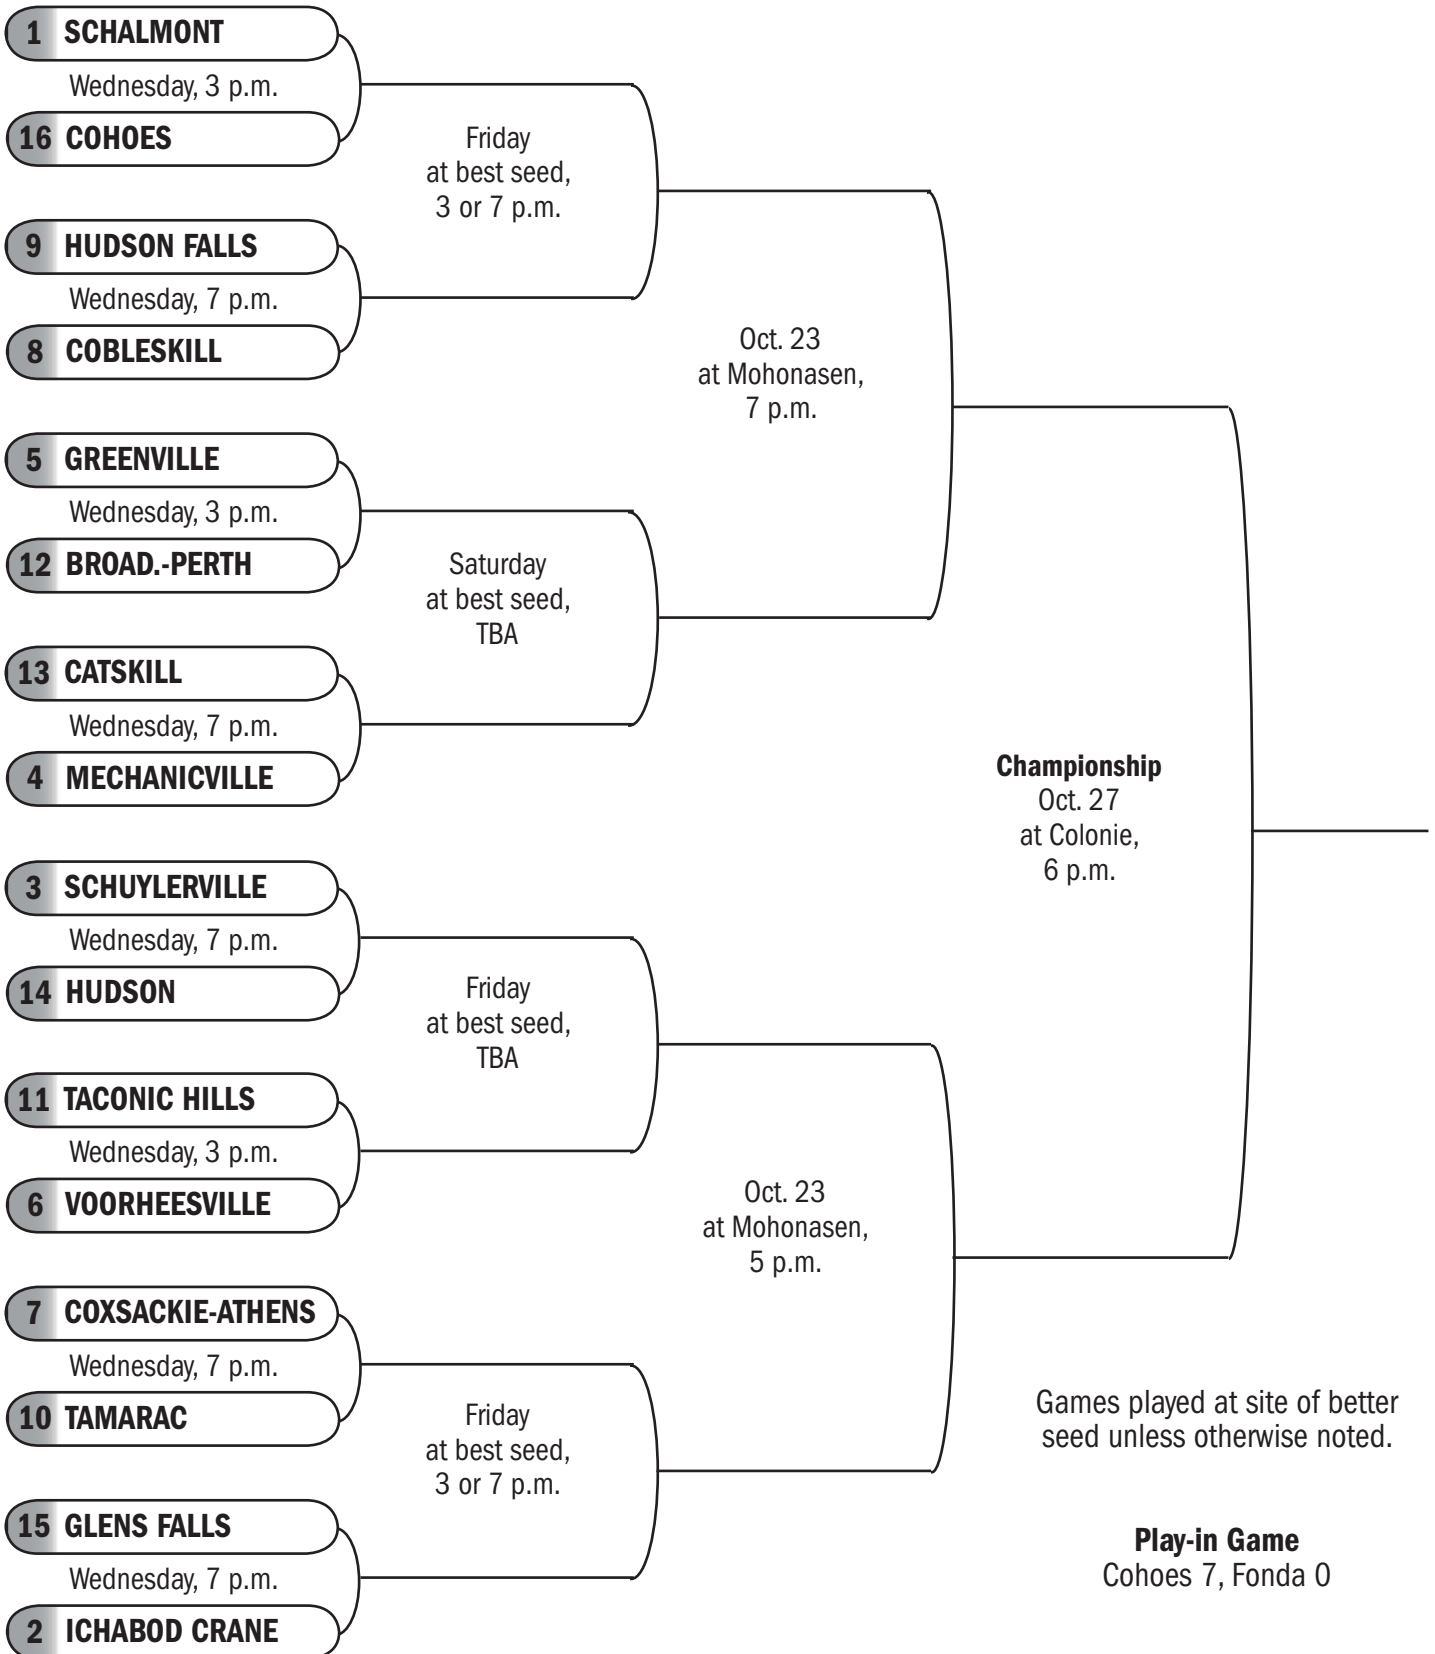 1 SCHALMONT
Wednesday, 3 p.m.
16 COHOES
9 HUDSON FALLS
Wednesday, 7 p.m.
8 COBLESKILL
5 GREENVILLE
Wednesday, 3 p.m.
12 BROAD.-PERTH
13 CATSKILL
Wednesday, 7 p.m.
4 MECHANICVILLE
3 SCHUYLERVILLE
Wednesday, 7 p.m.
14 HUDSON
11 TACONIC HILLS
Wednesday, 3 p.m.
6 VOORHEESVILLE
7 COXSACKIE-ATHENS
Wednesday, 7 p.m.
10 TAMARAC
15 GLENS FALLS
Wednesday, 7 p.m.
2 ICHABOD CRANE
Friday
at best seed,
3 or 7 p.m.
Saturday
at best seed,
TBA
Friday
at best seed,
TBA
Friday
at best seed,
3 or 7 p.m.
Oct. 23
at Mohonasen,
7 p.m.
Oct. 23
at Mohonasen,
5 p.m.
Championship
Oct. 27
at Colonie,
6 p.m.
Games played at site of better
seed unless otherwise noted.
Play-in Game
Cohoes 7, Fonda 0